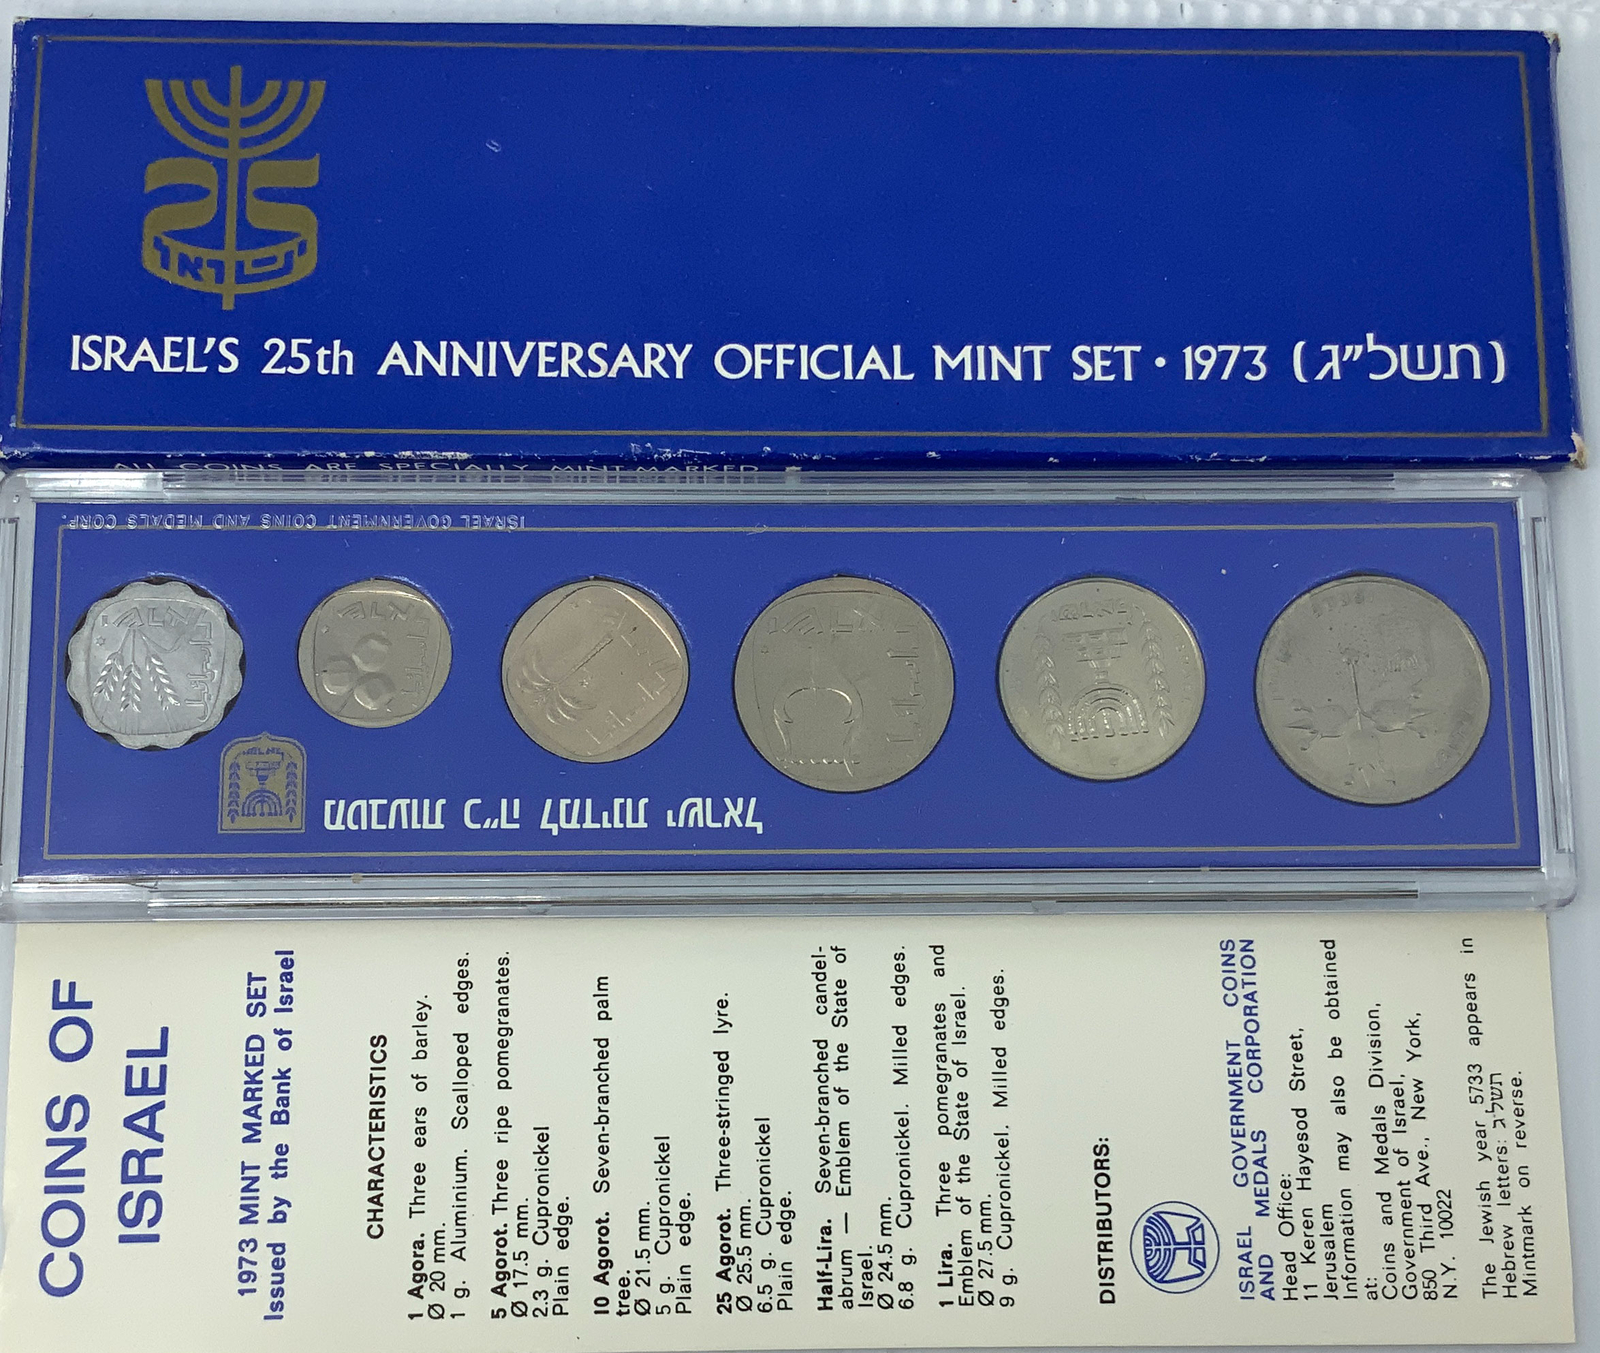 ישראל
ISRAEL'S 25th ANNIVERSARY OFFICIAL MINT SET • 1973 (תשל״ג)
ALL COINS ARE SPECIALLY MINT-MARKED
ISRAEL GOVERNMENT COINS AND MEDALS CORP.
מטבעות כ״ה למדינת ישראל
COINS OF
ISRAEL
1973 MINT MARKED SET
Issued by the Bank of Israel
CHARACTERISTICS
1 Agora. Three ears of barley.
Ø 20 mm.
1 g. Aluminium. Scalloped edges.
5 Agorot. Three ripe pomegranates.
Ø 17.5 mm.
2.3 g. Cupronickel
Plain edge.
10 Agorot. Seven-branched palm
tree.
Ø 21.5 mm.
5 g. Cupronickel
Plain edge.
25 Agorot. Three-stringed lyre.
Ø 25.5 mm.
6.5 g. Cupronickel
Plain edge.
Half-Lira. Seven-branched candel-
abrum — Emblem of the State of
Israel.
Ø 24.5 mm.
6.8 g. Cupronickel. Milled edges.
1 Lira. Three pomegranates and
Emblem of the State of Israel.
Ø 27.5 mm.
9 g. Cupronickel. Milled edges.
DISTRIBUTORS:
ISRAEL GOVERNMENT COINS
AND MEDALS CORPORATION
Head Office:
11 Keren Hayesod Street,
Jerusalem
Information may also be obtained
at:
Coins and Medals Division,
Government of Israel,
850 Third Ave., New York,
N.Y. 10022
The Jewish year 5733 appears in
Hebrew letters: תשל״ג
Mintmark on reverse.